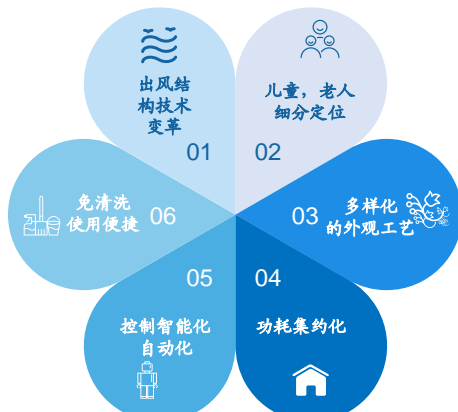 出风结
构技术
变革
01
儿童，老人
细分定位
02
03
多样化
的外观工艺
04
功耗集约化
05
控制智能化
自动化
免清洗
使用便捷
06